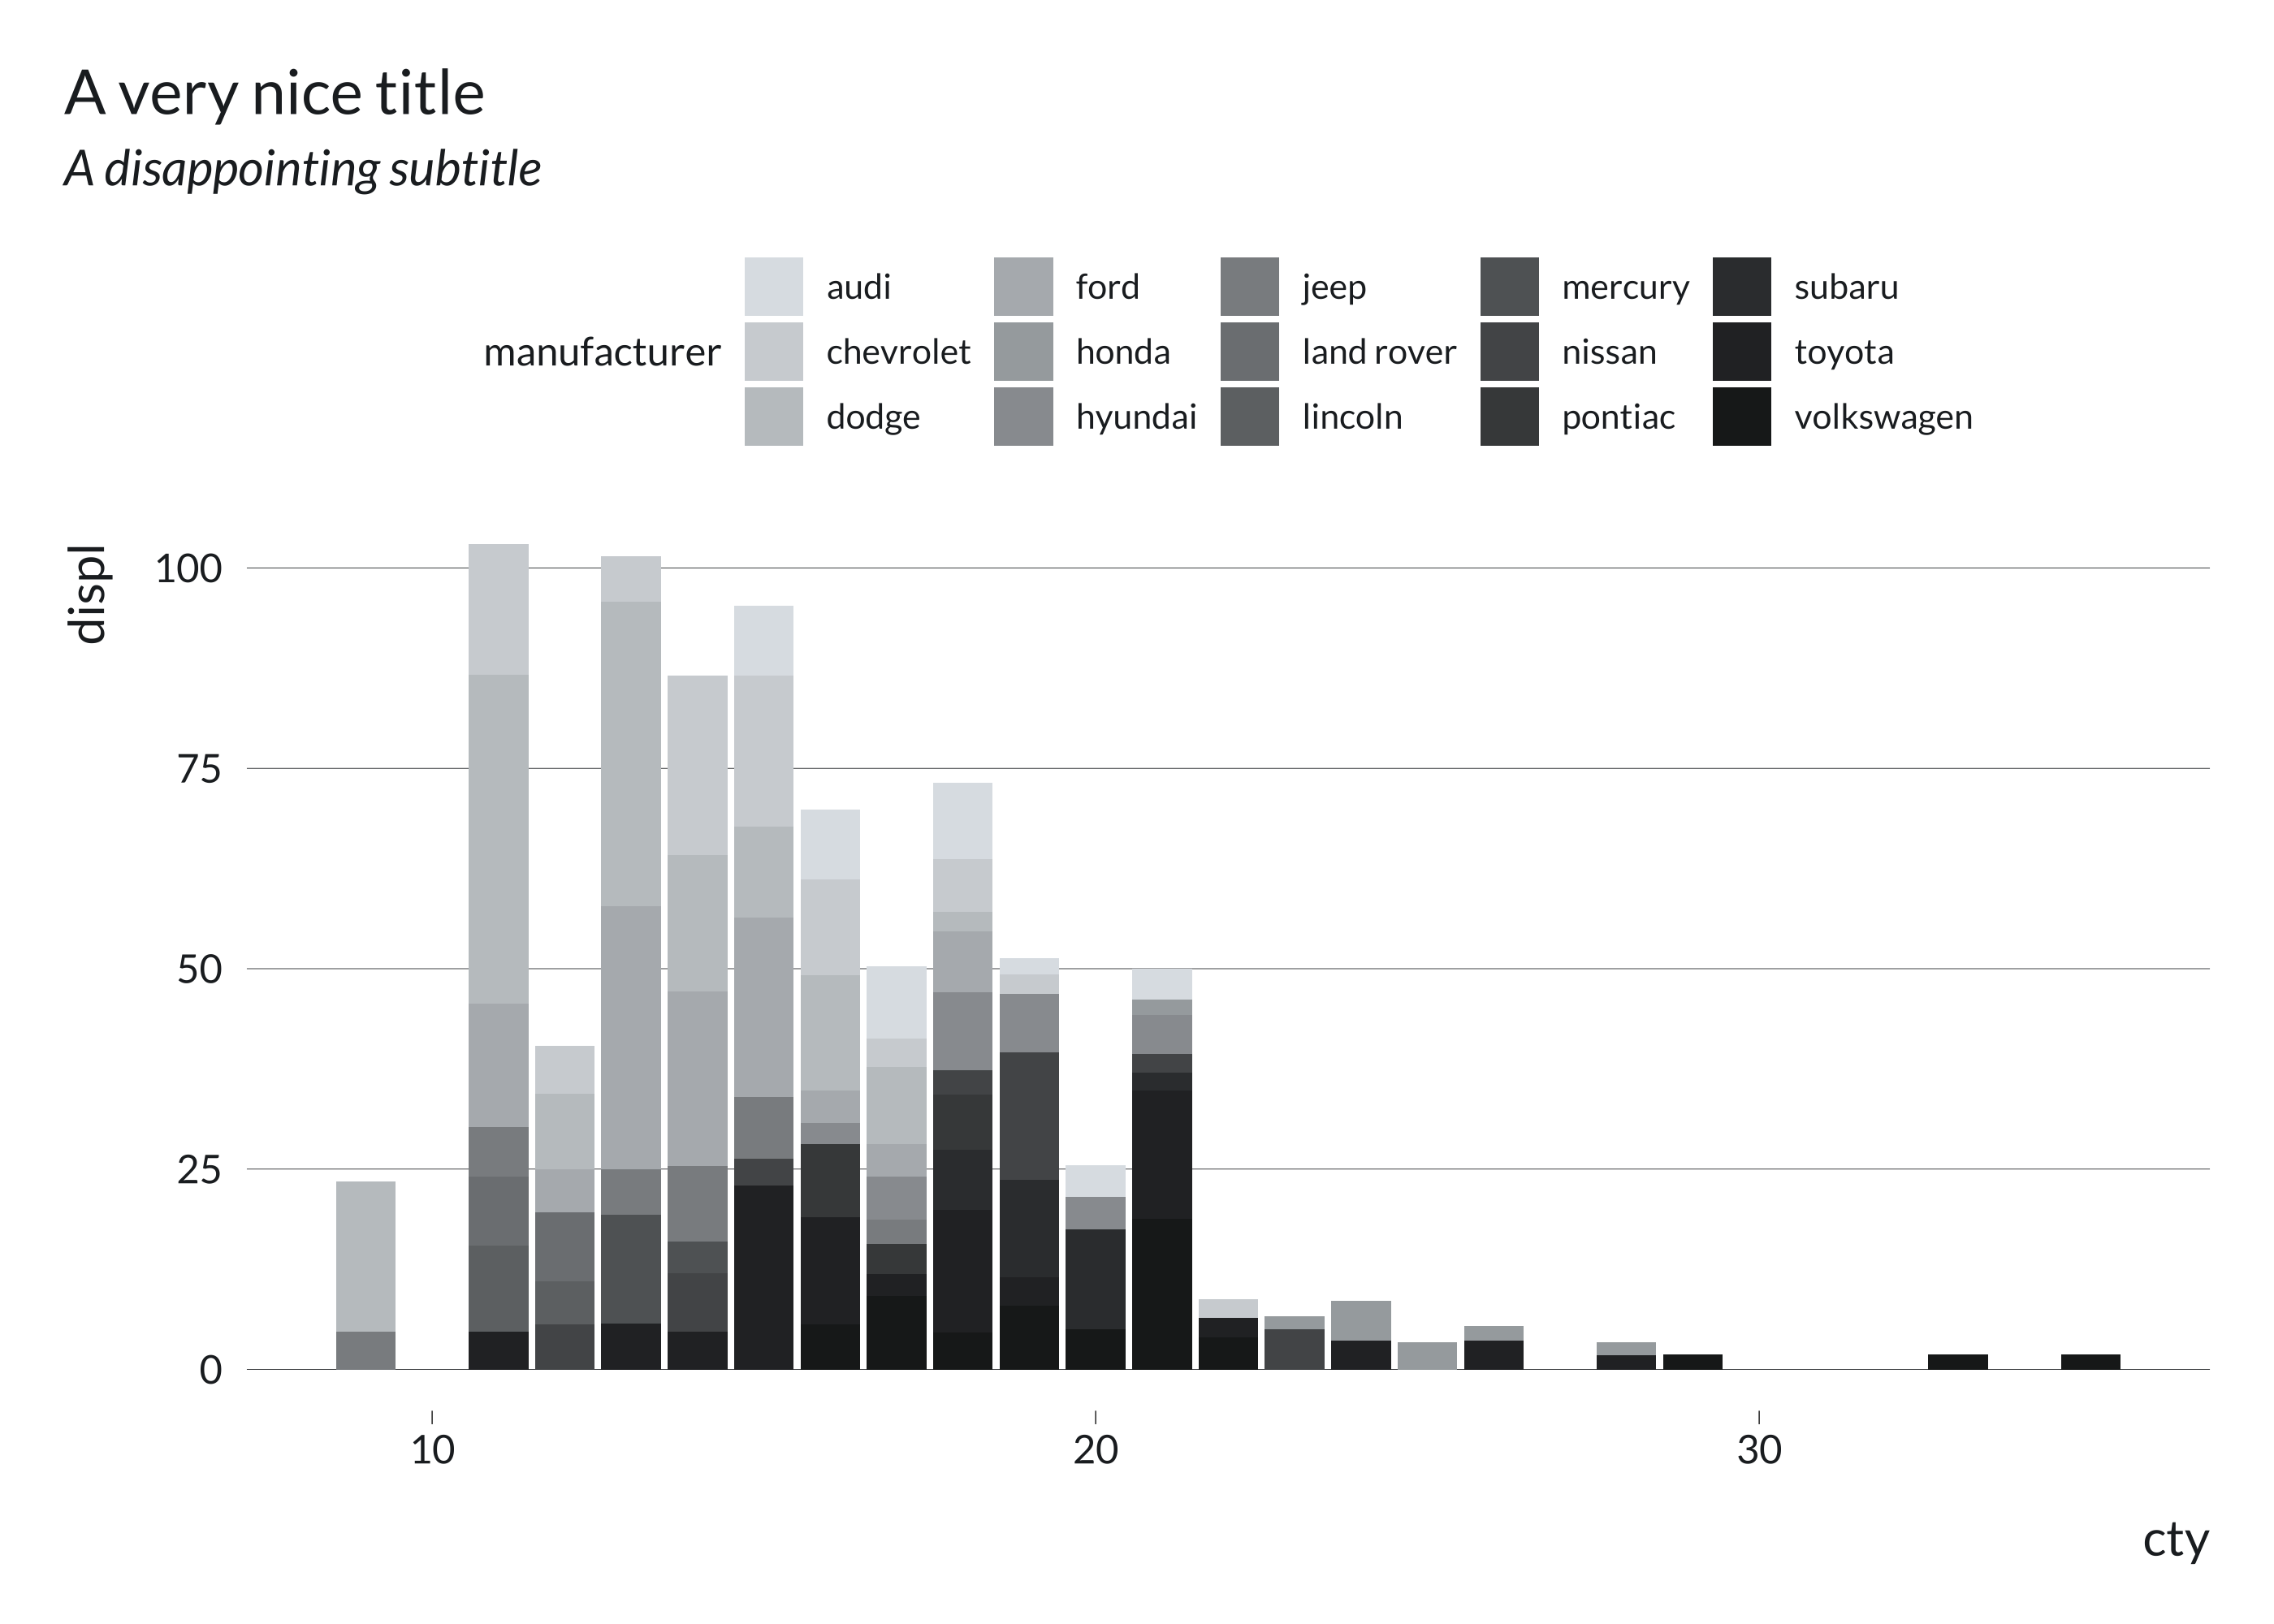 A very nice title
A disappointing subtitle
audi ford jeep mercury subaru
manufacturer chevrolet honda land rover nissan toyota
dodge hyundai lincoln pontiac volkswagen
displ
100
75
50
25
0
10 20 30
cty